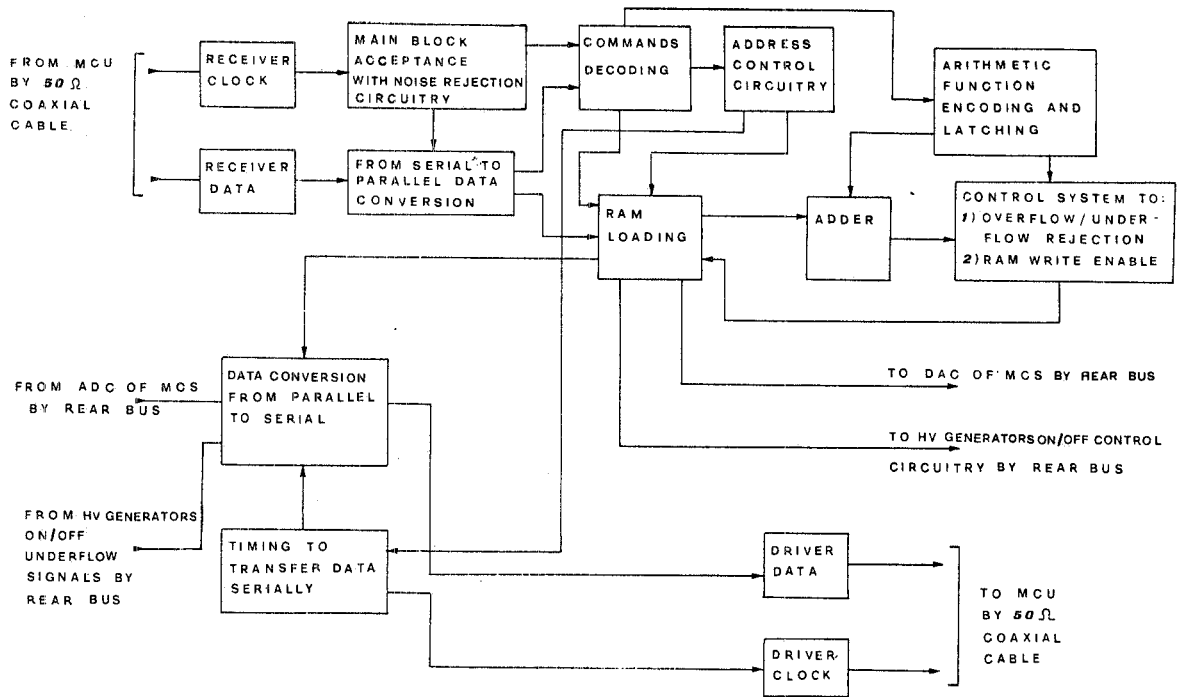 FROM MCU
BY 50 Ω
COAXIAL
CABLE
RECEIVER
CLOCK
RECEIVER
DATA
MAIN BLOCK
ACCEPTANCE
WITH NOISE REJECTION
CIRCUITRY
FROM SERIAL TO
PARALLEL DATA
CONVERSION
COMMANDS
DECODING
ADDRESS
CONTROL
CIRCUITRY
ARITHMETIC
FUNCTION
ENCODING AND
LATCHING
RAM
LOADING
ADDER
CONTROL SYSTEM TO:
1) OVERFLOW/UNDER-
FLOW REJECTION
2) RAM WRITE ENABLE
FROM ADC OF MCS
BY REAR BUS
DATA CONVERSION
FROM PARALLEL
TO SERIAL
TO DAC OF MCS BY REAR BUS
TO HV GENERATORS ON/OFF CONTROL
CIRCUITRY BY REAR BUS
FROM HV GENERATORS
ON/OFF
UNDERFLOW
SIGNALS BY
REAR BUS
TIMING TO
TRANSFER DATA
SERIALLY
DRIVER
DATA
DRIVER
CLOCK
TO MCU
BY 50 Ω
COAXIAL
CABLE